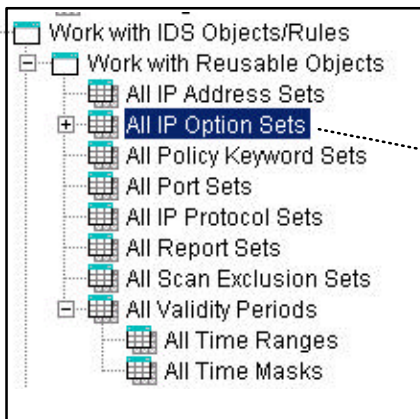 Work with IDS Objects/Rules
Work with Reusable Objects
All IP Address Sets
All IP Option Sets
All Policy Keyword Sets
All Port Sets
All IP Protocol Sets
All Report Sets
All Scan Exclusion Sets
All Validity Periods
All Time Ranges
All Time Masks